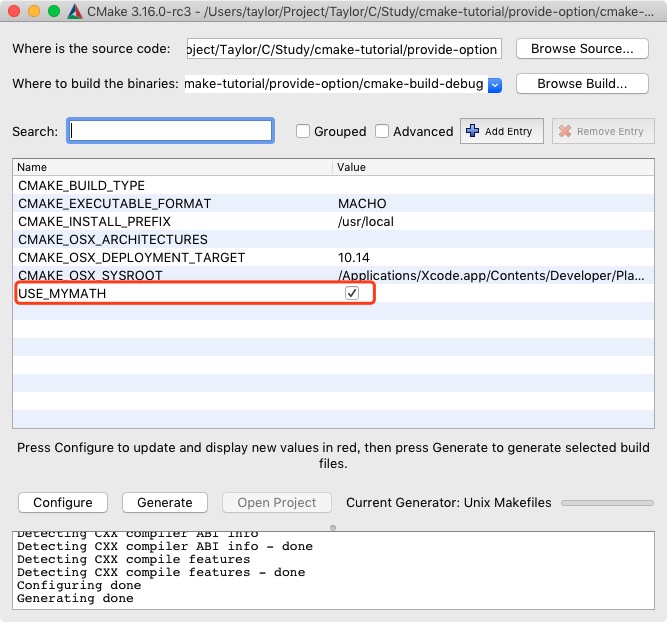 CMake 3.16.0-rc3 - /Users/taylor/Project/Taylor/C/Study/cmake-tutorial/provide-option/cmake-...
Where is the source code: oject/Taylor/C/Study/cmake-tutorial/provide-option Browse Source...
Where to build the binaries: make-tutorial/provide-option/cmake-build-debug Browse Build...
Search: Grouped Advanced Add Entry Remove Entry
Name Value
CMAKE_BUILD_TYPE
CMAKE_EXECUTABLE_FORMAT MACHO
CMAKE_INSTALL_PREFIX /usr/local
CMAKE_OSX_ARCHITECTURES
CMAKE_OSX_DEPLOYMENT_TARGET 10.14
CMAKE_OSX_SYSROOT /Applications/Xcode.app/Contents/Developer/Pla...
USE_MYMATH
Press Configure to update and display new values in red, then press Generate to generate selected build
files.
Configure Generate Open Project Current Generator: Unix Makefiles
Detecting CXX compiler ABI info
Detecting CXX compiler ABI info - done
Detecting CXX compile features
Detecting CXX compile features - done
Configuring done
Generating done